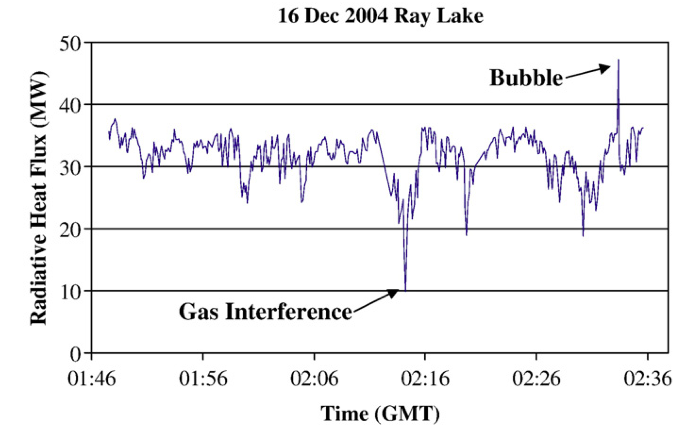 16 Dec 2004 Ray Lake
Radiative Heat Flux (MW)
50
40
30
20
10
0
Bubble
Gas Interference
01:46 01:56 02:06 02:16 02:26 02:36
Time (GMT)